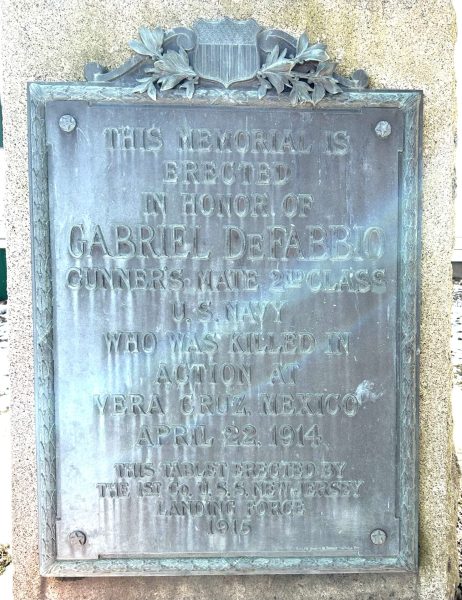 THIS MEMORIAL IS
ERECTED
IN HONOR OF
GABRIEL DeFABBIO
GUNNER'S MATE 2ND CLASS
U.S. NAVY
WHO WAS KILLED IN
ACTION AT
VERA CRUZ, MEXICO
APRIL 22, 1914.
THIS TABLET ERECTED BY
THE 1ST CO. U.S.S. NEW JERSEY
LANDING FORCE
1915